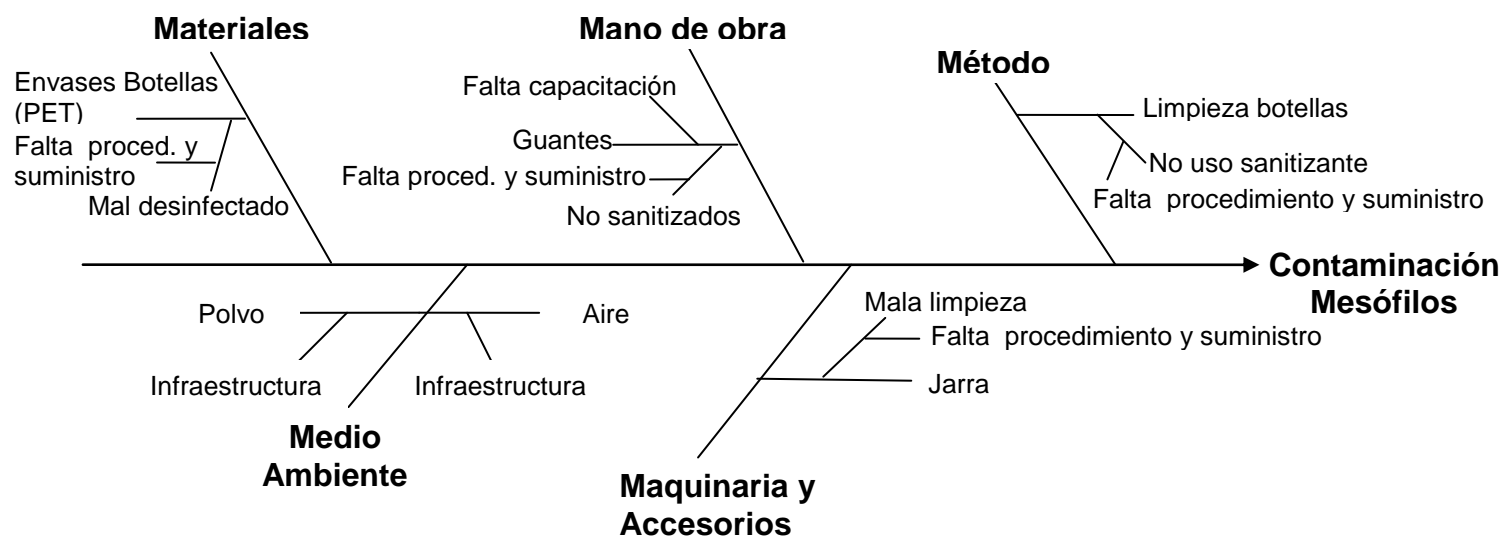 Materiales
Mano de obra
Método
Envases Botellas
(PET)
Falta proced. y
suministro
Mal desinfectado
Falta capacitación
Guantes
Falta proced. y suministro
No sanitizados
Limpieza botellas
No uso sanitizante
Falta procedimiento y suministro
Contaminación
Mesófilos
Polvo
Aire
Infraestructura
Infraestructura
Medio
Ambiente
Mala limpieza
Falta procedimiento y suministro
Jarra
Maquinaria y
Accesorios